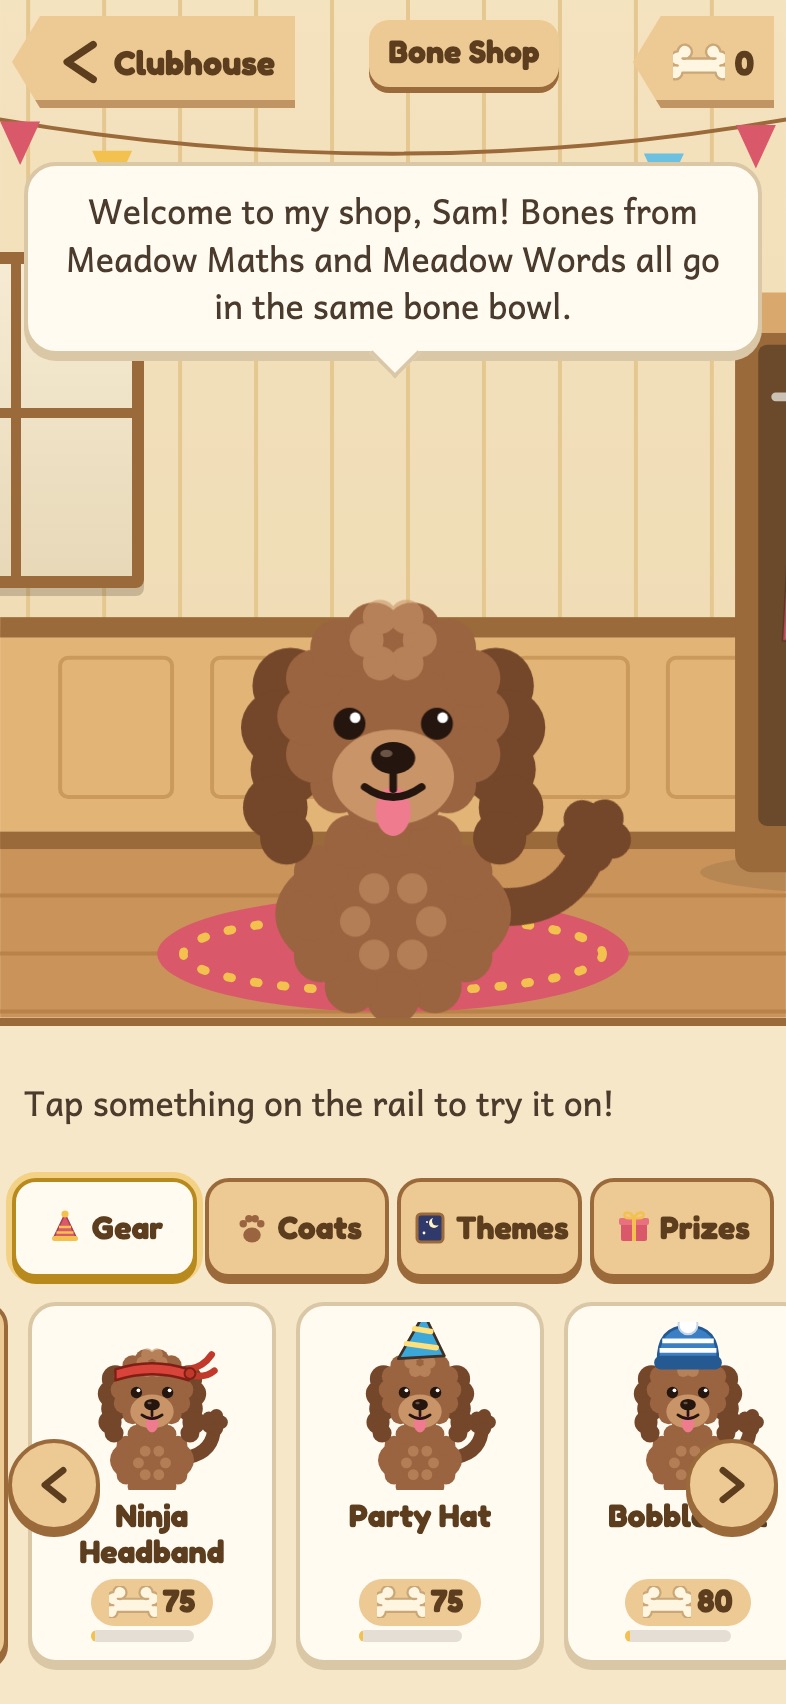 Clubhouse
Bone Shop
0
Welcome to my shop, Sam! Bones from
Meadow Maths and Meadow Words all go
in the same bone bowl.
Tap something on the rail to try it on!
Gear
Coats
Themes
Prizes
Ninja
Headband
75
Party Hat
75
80